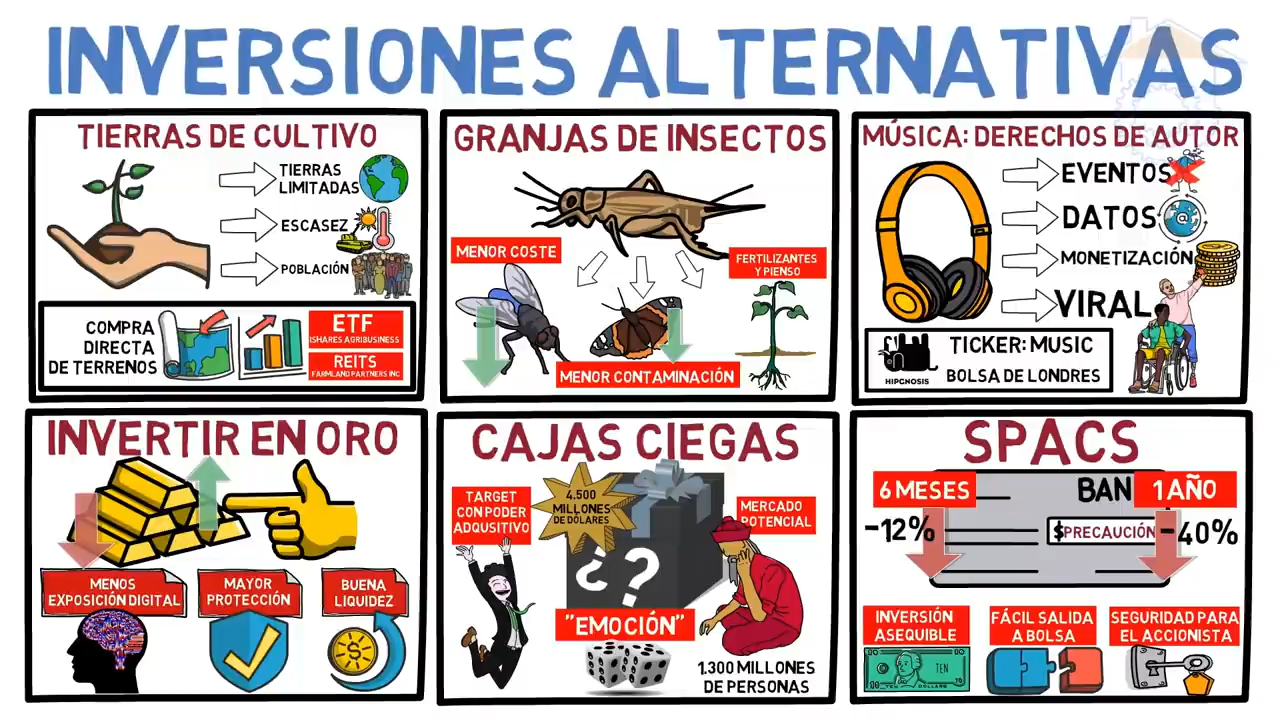 INVERSIONES ALTERNATIVAS
TIERRAS DE CULTIVO
TIERRAS
LIMITADAS
ESCASEZ
POBLACIÓN
COMPRA
DIRECTA
DE TERRENOS
ETF
ISHARES AGRIBUSINESS
REITS
FARMLAND PARTNERS INC
GRANJAS DE INSECTOS
MENOR COSTE
FERTILIZANTES
Y PIENSO
MENOR CONTAMINACIÓN
MÚSICA: DERECHOS DE AUTOR
EVENTOS
DATOS
@
MONETIZACIÓN
VIRAL
HIPGNOSIS
TICKER: MUSIC
BOLSA DE LONDRES
INVERTIR EN ORO
MENOS
EXPOSICIÓN DIGITAL
MAYOR
PROTECCIÓN
BUENA
LIQUIDEZ
$
CAJAS CIEGAS
TARGET
CON PODER
ADQUSITIVO
4.500
MILLONES
DE DÓLARES
MERCADO
POTENCIAL
¿?
"EMOCIÓN"
1.300 MILLONES
DE PERSONAS
SPACS
6 MESES
BAN
1 AÑO
-12%
$PRECAUCIÓN
-40%
INVERSIÓN
ASEQUIBLE
FÁCIL SALIDA
A BOLSA
SEGURIDAD PARA
EL ACCIONISTA
TEN
10
TEN DOLLARS
10